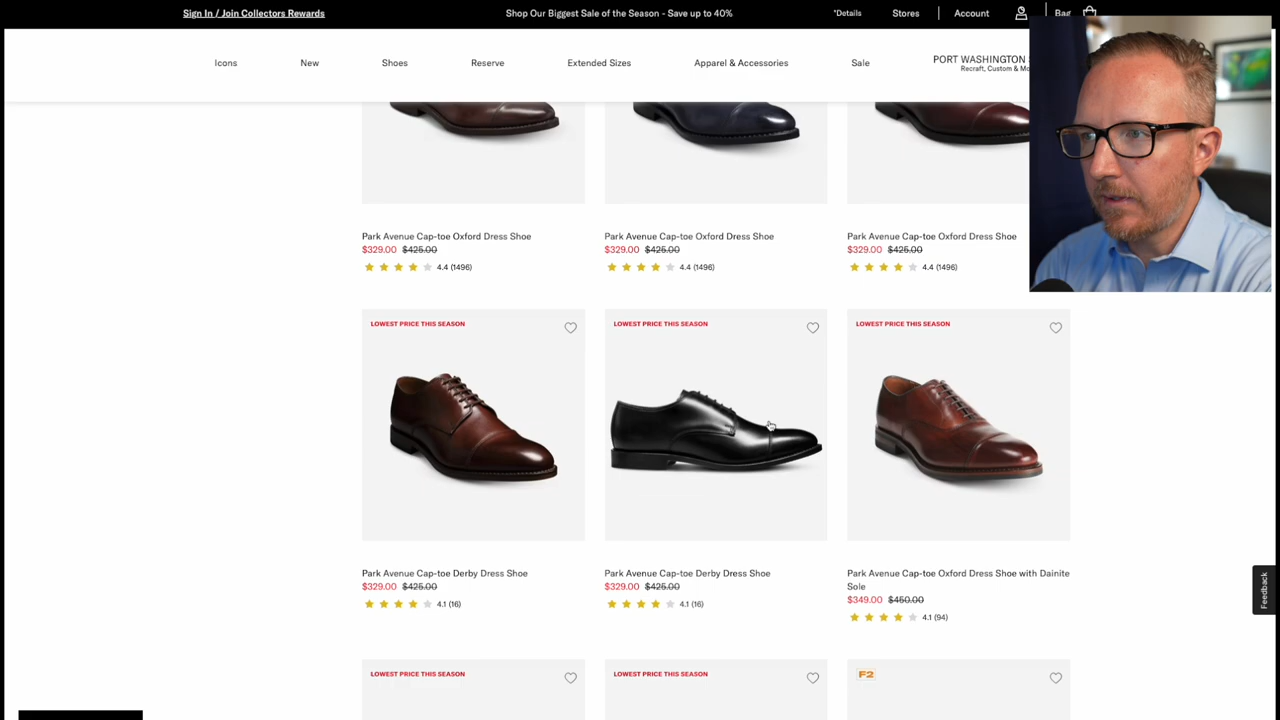 Sign In / Join Collectors Rewards
Shop Our Biggest Sale of the Season - Save up to 40%
*Details
Stores
Account
Bag
Icons
New
Shoes
Reserve
Extended Sizes
Apparel & Accessories
Sale
PORT WASHINGTON
Recraft, Custom &
Park Avenue Cap-toe Oxford Dress Shoe
$329.00 $425.00
4.4 (1496)
Park Avenue Cap-toe Oxford Dress Shoe
$329.00 $425.00
4.4 (1496)
Park Avenue Cap-toe Oxford Dress Shoe
$329.00 $425.00
4.4 (1496)
LOWEST PRICE THIS SEASON
LOWEST PRICE THIS SEASON
LOWEST PRICE THIS SEASON
Park Avenue Cap-toe Derby Dress Shoe
$329.00 $425.00
4.1 (16)
Park Avenue Cap-toe Derby Dress Shoe
$329.00 $425.00
4.1 (16)
Park Avenue Cap-toe Oxford Dress Shoe with Dainite
Sole
$349.00 $450.00
4.1 (94)
Feedback
LOWEST PRICE THIS SEASON
LOWEST PRICE THIS SEASON
F2